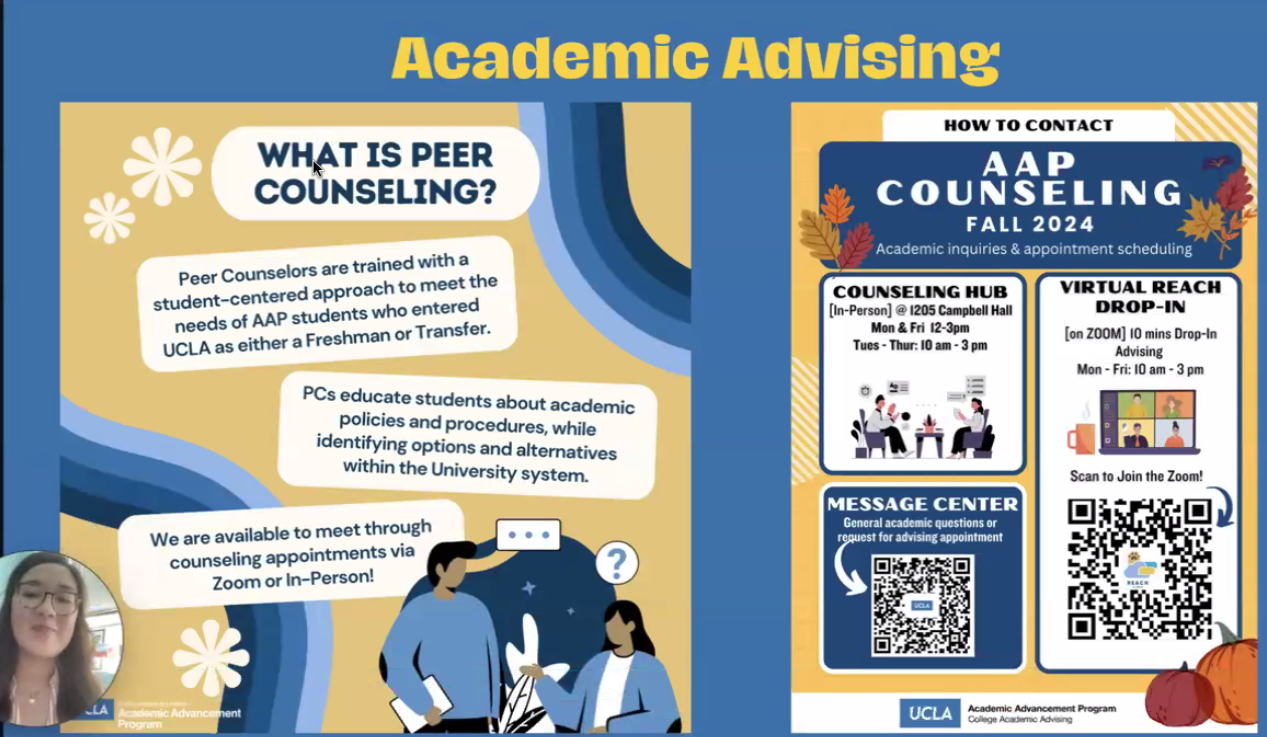 Academic Advising
WHAT IS PEER
COUNSELING?
Peer Counselors are trained with a
student-centered approach to meet the
needs of AAP students who entered
UCLA as either a Freshman or Transfer.
PCs educate students about academic
policies and procedures, while
identifying options and alternatives
within the University system.
We are available to meet through
counseling appointments via
Zoom or In-Person!
?
Academic Advancement
Program
HOW TO CONTACT
AAP
COUNSELING
FALL 2024
Academic inquiries & appointment scheduling
COUNSELING HUB
[In-Person] @ 1205 Campbell Hall
Mon & Fri 12-3pm
Tues - Thur: 10 am - 3 pm
MESSAGE CENTER
General academic questions or
request for advising appointment
UCLA
VIRTUAL REACH
DROP-IN
[on ZOOM] 10 mins Drop-In
Advising
Mon - Fri: 10 am - 3 pm
Scan to Join the Zoom!
REACH
UCLA
Academic Advancement Program
College Academic Advising